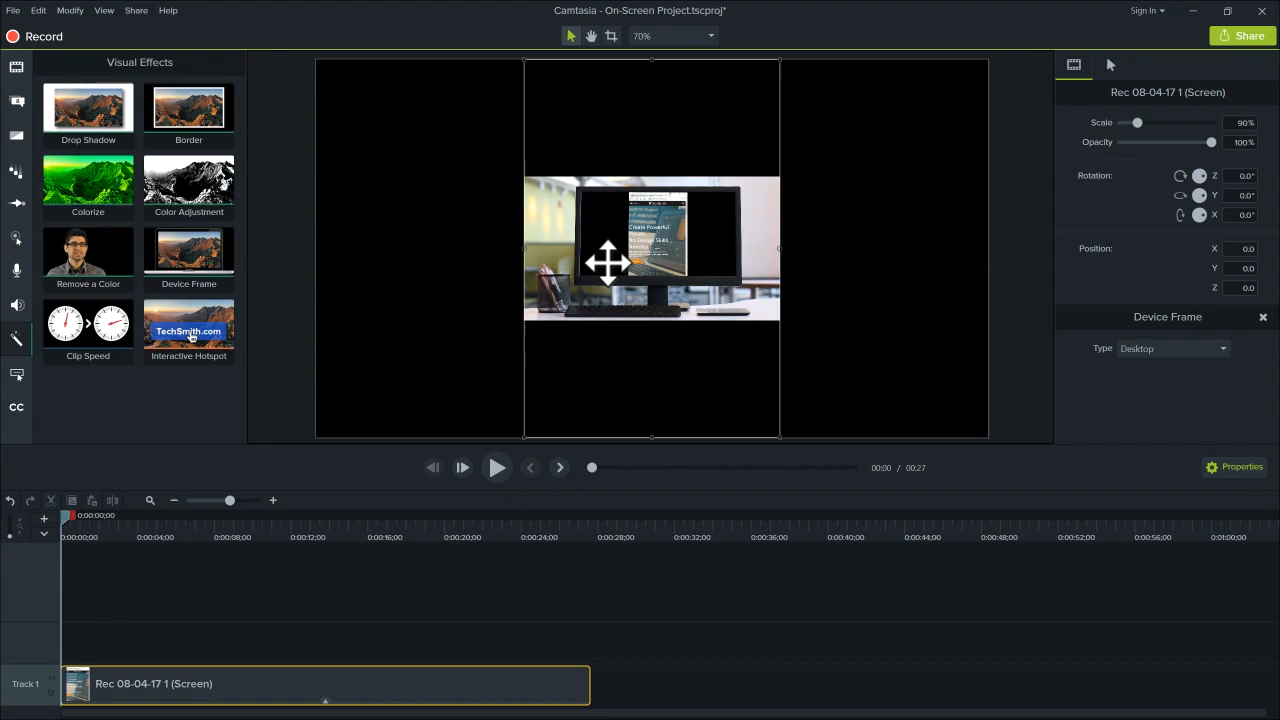 File Edit Modify View Share Help Camtasia - On-Screen Project.tscproj* Sign In
Record 70% Share
Visual Effects
Drop Shadow Border
Colorize Color Adjustment
Remove a Color Device Frame
TechSmith.com
Clip Speed Interactive Hotspot
CC
Create Powerful
Visuals
No Design Skills
Needed
Rec 08-04-17 1 (Screen)
Scale 90%
Opacity 100%
Rotation: Z 0.0°
Y 0.0°
X 0.0°
Position: X 0.0
Y 0.0
Z 0.0
Device Frame
Type Desktop
00:00 / 00:27
Properties
0:00:00;00
0:00:00;00 0:00:04;00 0:00:08;00 0:00:12;00 0:00:16;00 0:00:20;00 0:00:24;00 0:00:28;00 0:00:32;00 0:00:36;00 0:00:40;00 0:00:44;00 0:00:48;00 0:00:52;00 0:00:56;00 0:01:00;00
Track 1 Rec 08-04-17 1 (Screen)